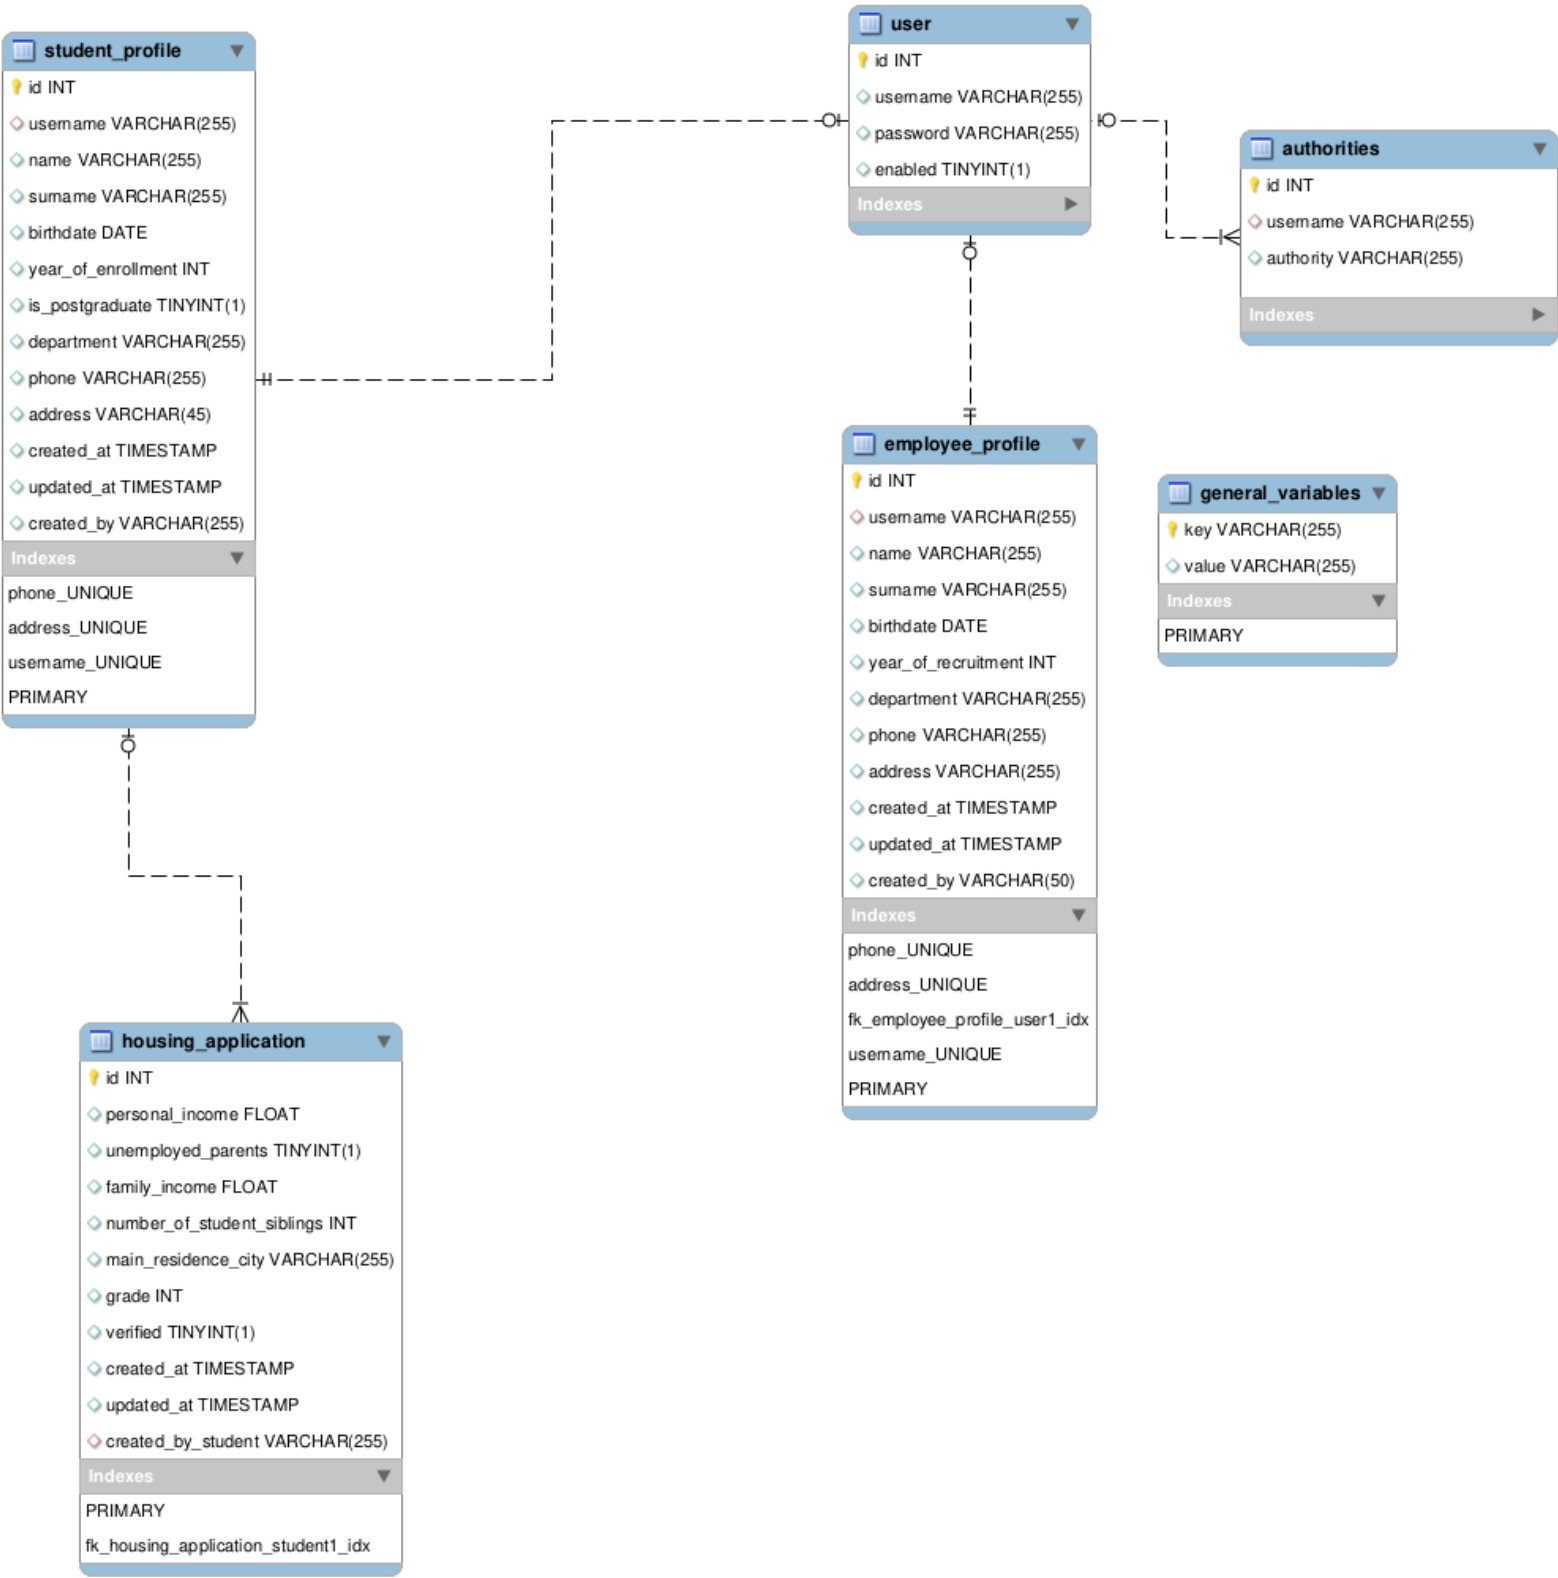 student_profile
id INT
username VARCHAR(255)
name VARCHAR(255)
surname VARCHAR(255)
birthdate DATE
year_of_enrollment INT
is_postgraduate TINYINT(1)
department VARCHAR(255)
phone VARCHAR(255)
address VARCHAR(45)
created_at TIMESTAMP
updated_at TIMESTAMP
created_by VARCHAR(255)
Indexes
phone_UNIQUE
address_UNIQUE
username_UNIQUE
PRIMARY
user
id INT
username VARCHAR(255)
password VARCHAR(255)
enabled TINYINT(1)
Indexes
authorities
id INT
username VARCHAR(255)
authority VARCHAR(255)
Indexes
employee_profile
id INT
username VARCHAR(255)
name VARCHAR(255)
surname VARCHAR(255)
birthdate DATE
year_of_recruitment INT
department VARCHAR(255)
phone VARCHAR(255)
address VARCHAR(255)
created_at TIMESTAMP
updated_at TIMESTAMP
created_by VARCHAR(50)
Indexes
phone_UNIQUE
address_UNIQUE
fk_employee_profile_user1_idx
username_UNIQUE
PRIMARY
general_variables
key VARCHAR(255)
value VARCHAR(255)
Indexes
PRIMARY
housing_application
id INT
personal_income FLOAT
unemployed_parents TINYINT(1)
family_income FLOAT
number_of_student_siblings INT
main_residence_city VARCHAR(255)
grade INT
verified TINYINT(1)
created_at TIMESTAMP
updated_at TIMESTAMP
created_by_student VARCHAR(255)
Indexes
PRIMARY
fk_housing_application_student1_idx